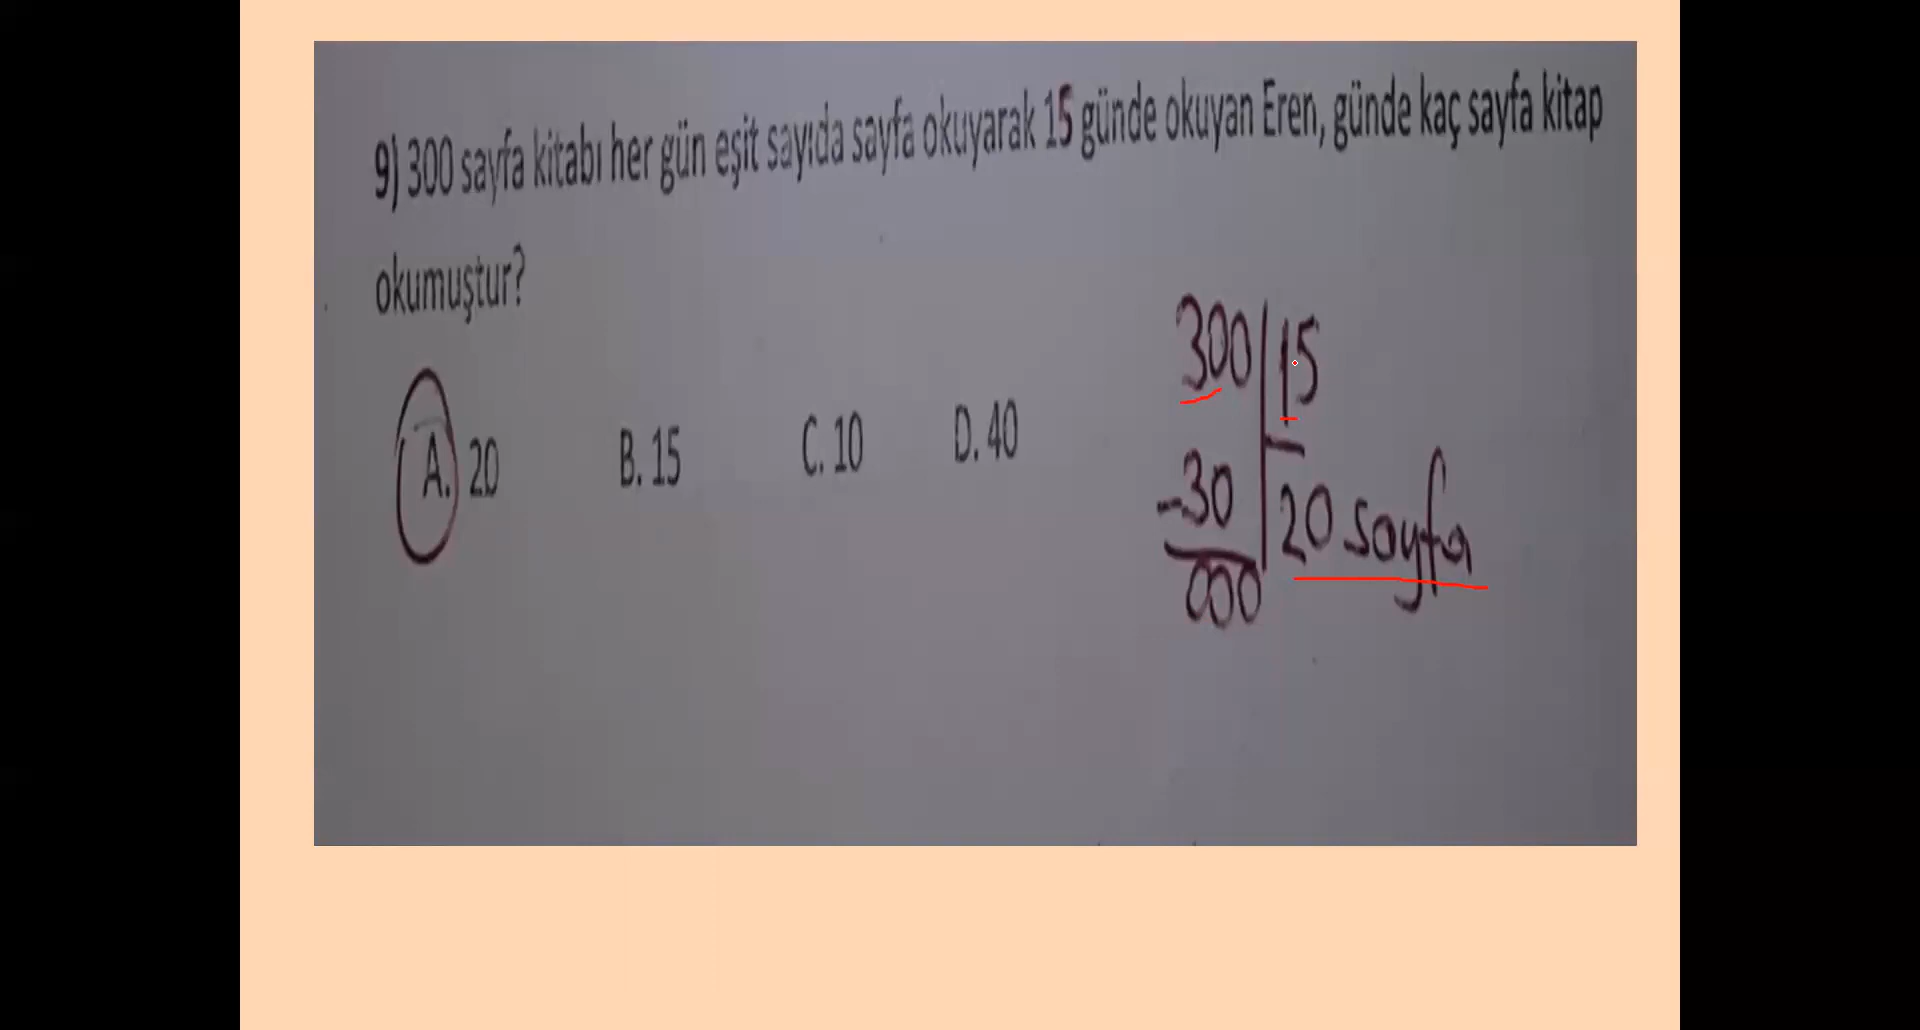 9) 300 sayfa kitabı her gün eşit sayıda sayfa okuyarak 15 günde okuyan Eren, günde kaç sayfa kitap
okumuştur?
A. 20 B. 15 C. 10 D. 40
300 15
-30 20 sayfa
000